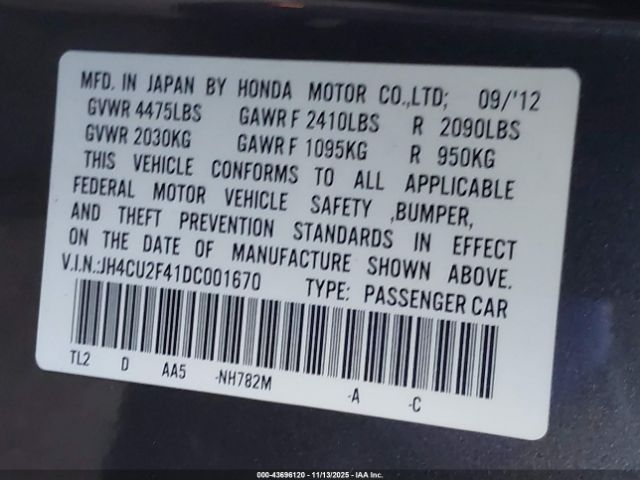 MFD. IN JAPAN BY HONDA MOTOR CO.,LTD; 09/'12
GVWR 4475LBS GAWR F 2410LBS R 2090LBS
GVWR 2030KG GAWR F 1095KG R 950KG
THIS VEHICLE CONFORMS TO ALL APPLICABLE
FEDERAL MOTOR VEHICLE SAFETY ,BUMPER,
AND THEFT PREVENTION STANDARDS IN EFFECT
ON THE DATE OF MANUFACTURE SHOWN ABOVE.
V.I.N.:JH4CU2F41DC001670 TYPE: PASSENGER CAR
TL2 D AA5 -NH782M -A -C
000-43696120 - 11/13/2025 - IAA Inc.